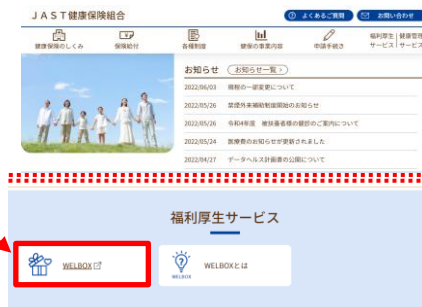 JAST健康保険組合
? よくあるご質問
お問い合わせ
健康保険のしくみ
保険給付
各種制度
健保の事業内容
申請手続き
福利厚生サービス
健康管理サービス
お知らせ
お知らせ一覧 >
2022/06/03 規程の一部変更について
2022/05/26 禁煙外来補助制度開始のお知らせ
2022/05/26 令和4年度 被扶養者様の健診のご案内について
2022/05/24 医療費のお知らせが更新されました
2022/04/27 データヘルス計画書の公開について
福利厚生サービス
WELBOX
WELBOX
WELBOXとは